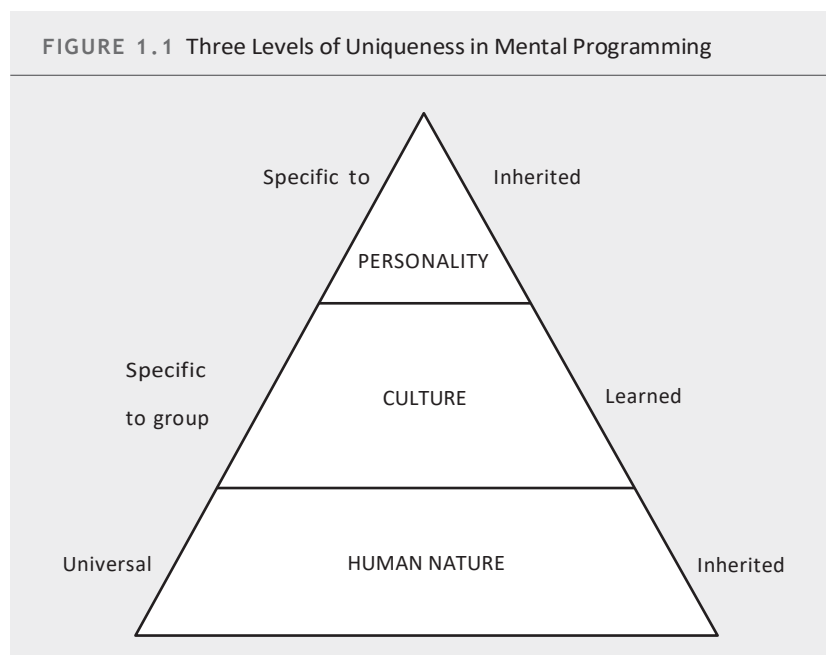 FIGURE 1.1 Three Levels of Uniqueness in Mental Programming
Specific to
Inherited
PERSONALITY
Specific
to group
CULTURE
Learned
Universal
HUMAN NATURE
Inherited